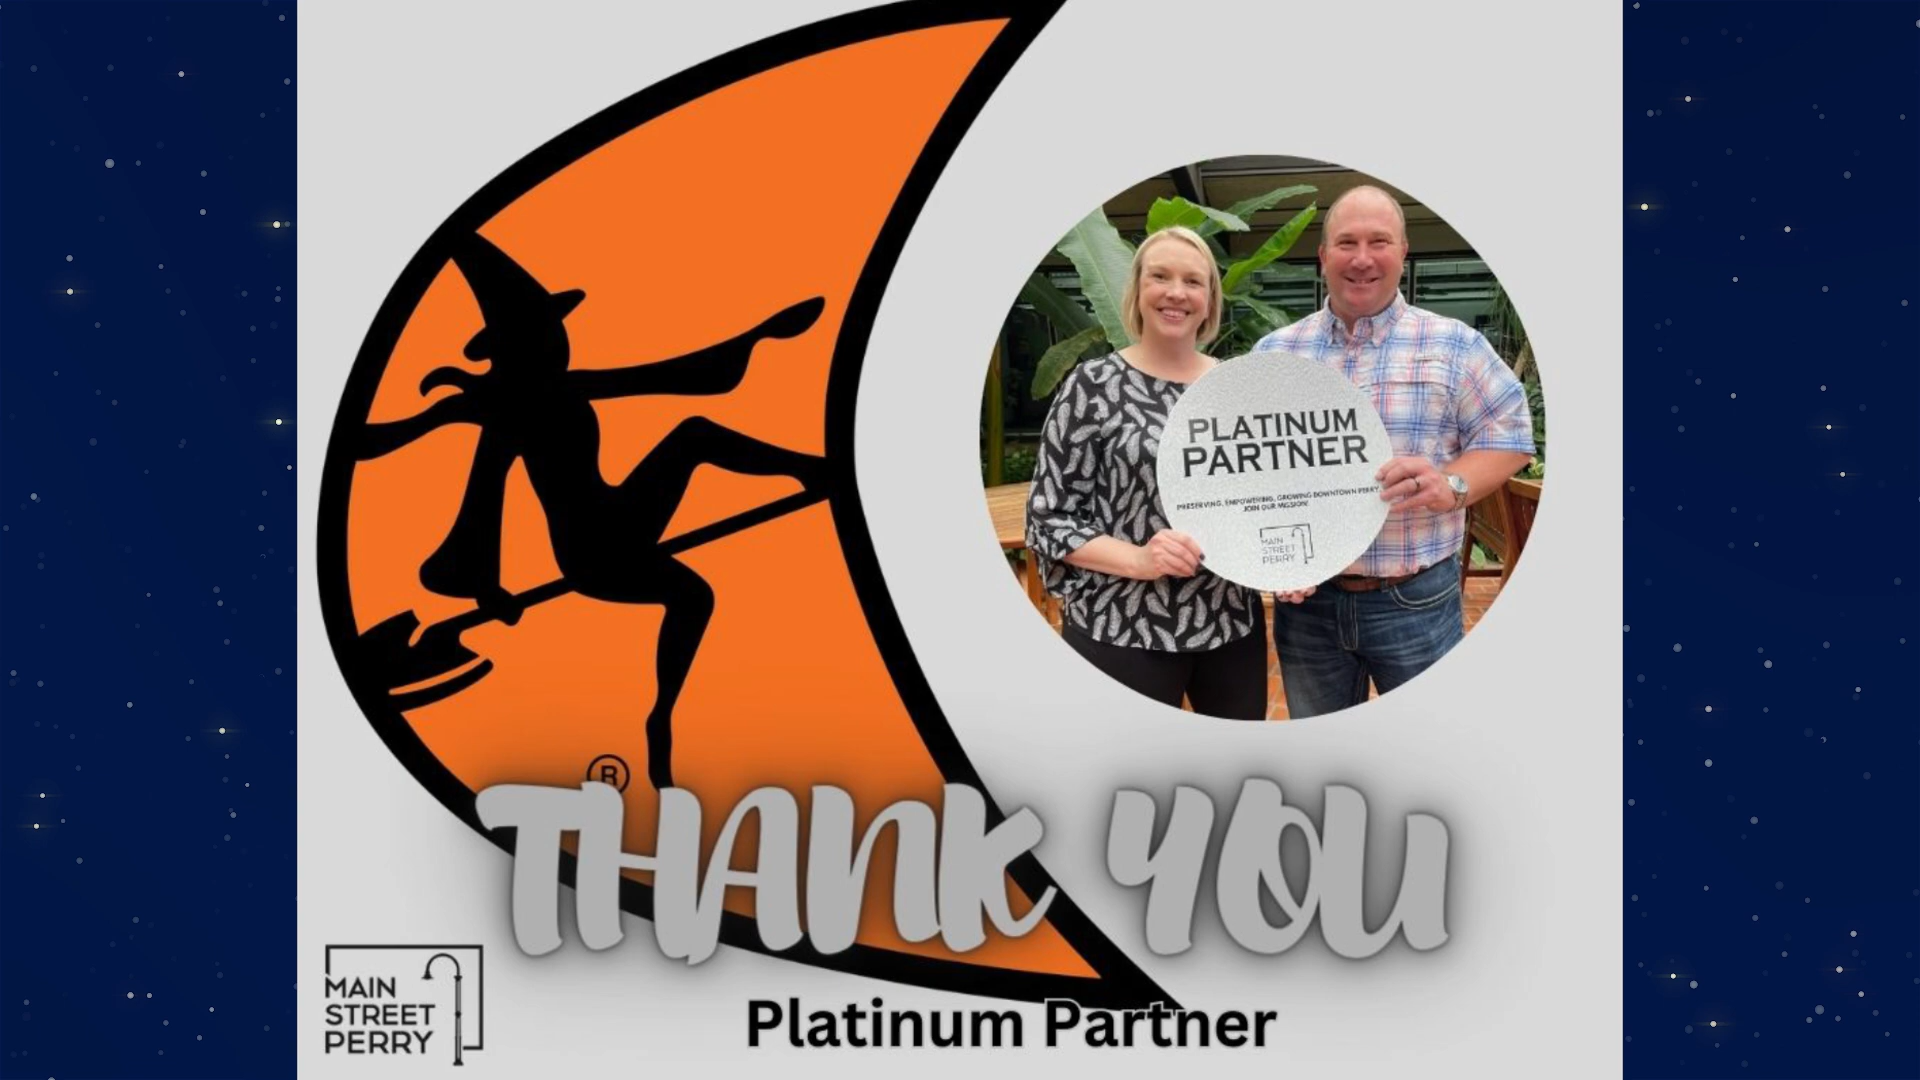 PLATINUM
PARTNER
PRESERVING, EMPOWERING, GROWING DOWNTOWN PERRY.
JOIN OUR MISSION!
MAIN
STREET
PERRY
®
THANK YOU
Platinum Partner
MAIN
STREET
PERRY